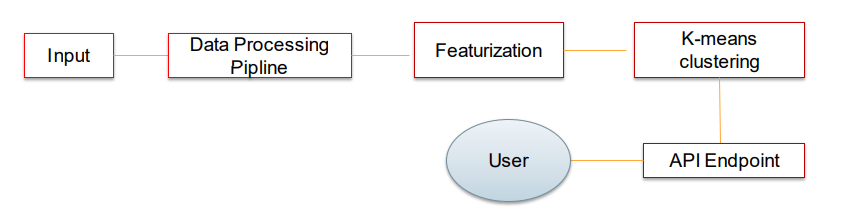 Input
Data Processing
Pipline
Featurization
K-means
clustering
User
API Endpoint